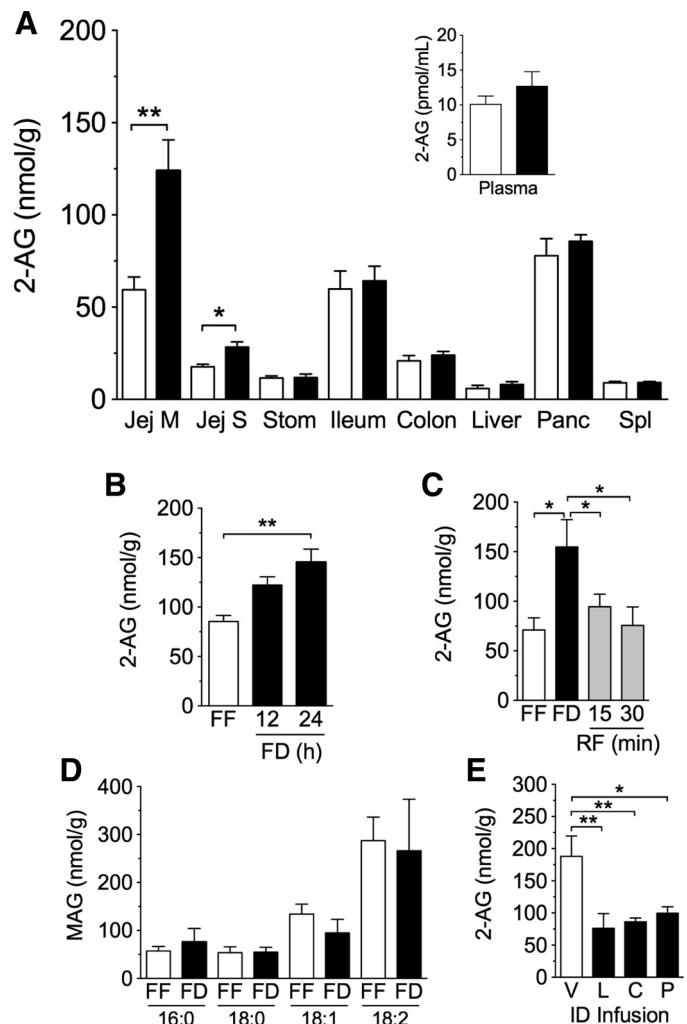 A
2-AG (nmol/g)
200
150
100
50
0
**
*
Jej M Jej S Stom Ileum Colon Liver Panc Spl
2-AG (pmol/mL)
20
15
10
5
0
Plasma
B
2-AG (nmol/g)
200
150
100
50
0
**
FF 12 24
FD (h)
C
2-AG (nmol/g)
200
150
100
50
0
*
* *
FF FD 15 30
RF (min)
D
MAG (nmol/g)
400
300
200
100
0
FF FD FF FD FF FD FF FD
16:0 18:0 18:1 18:2
E
2-AG (nmol/g)
300
250
200
150
100
50
0
*
**
**
V L C P
ID Infusion